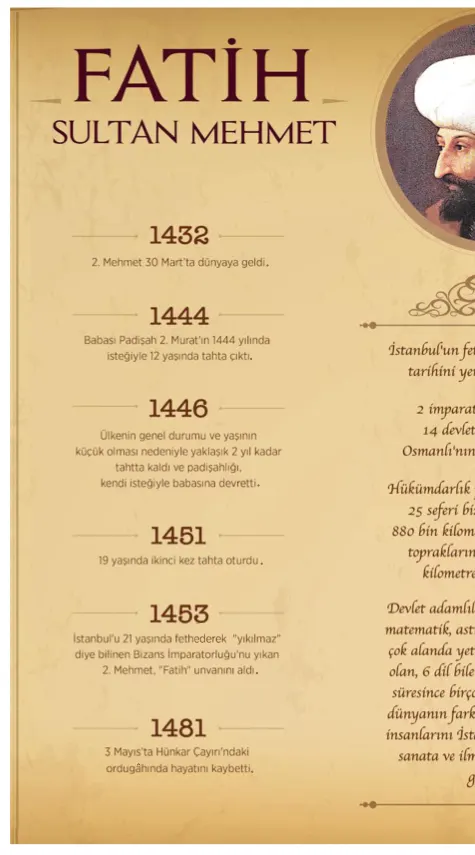 FATİH
SULTAN MEHMET
1432
2. Mehmet 30 Mart'ta dünyaya geldi.
1444
Babası Padişah 2. Murat'ın 1444 yılında
isteğiyle 12 yaşında tahta çıktı.
1446
Ülkenin genel durumu ve yaşının
küçük olması nedeniyle yaklaşık 2 yıl kadar
tahtta kaldı ve padişahlığı,
kendi isteğiyle babasına devretti.
1451
19 yaşında ikinci kez tahta oturdu.
1453
İstanbul'u 21 yaşında fethederek "yıkılmaz"
diye bilinen Bizans İmparatorluğu'nu yıkan
2. Mehmet, "Fatih" unvanını aldı.
1481
3 Mayıs'ta Hünkar Çayırı'ndaki
ordugâhında hayatını kaybetti.
İstanbul'un fet
tarihini yer
2 imparat
14 devlet
Osmanlı'nın
Hükümdarlık
25 seferi biz
880 bin kilom
toprakların
kilometre
Devlet adamlı
matematik, ast
çok alanda yet
olan, 6 dil bile
süresince birç
dünyanın fark
insanlarını İst
sanata ve ilm
g